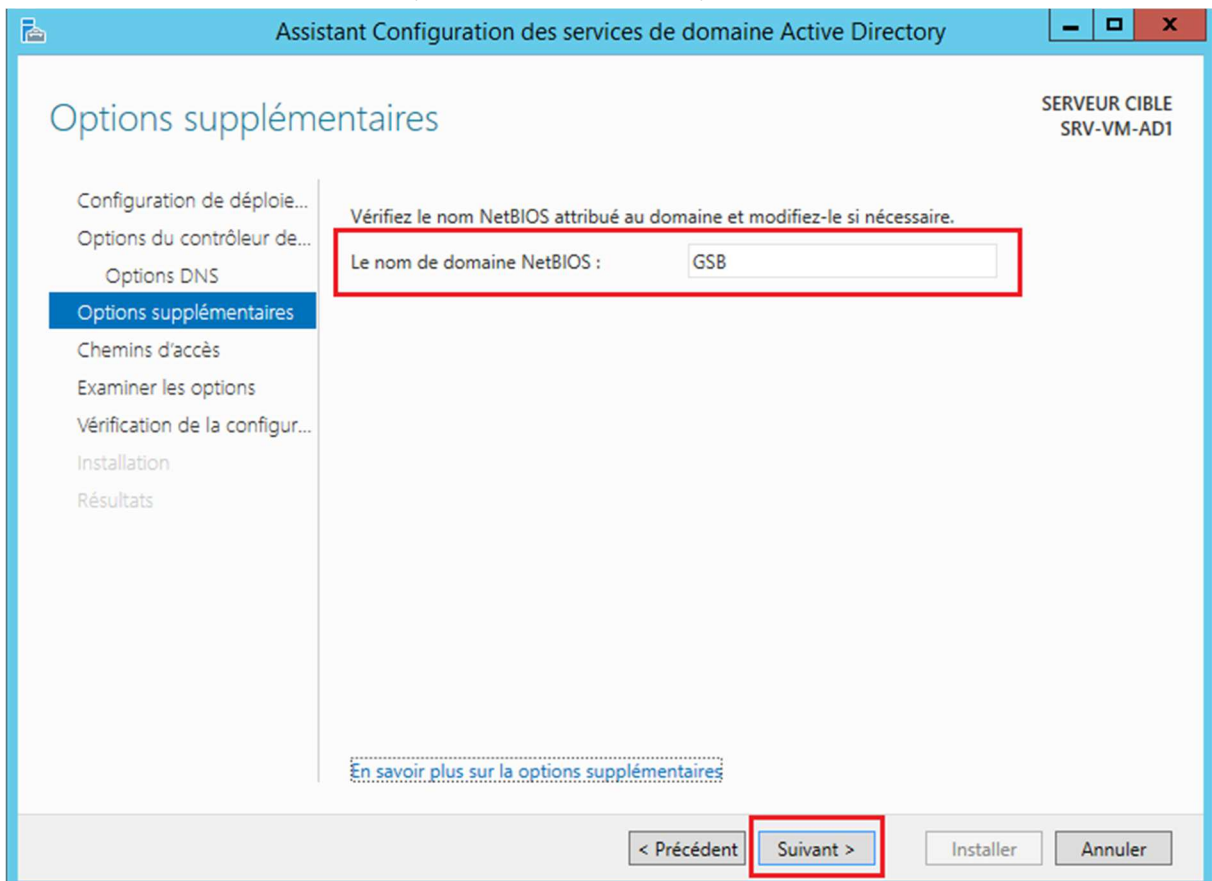 Assistant Configuration des services de domaine Active Directory
Options supplémentaires
SERVEUR CIBLE
SRV-VM-AD1
Configuration de déploie...
Options du contrôleur de...
Options DNS
Options supplémentaires
Chemins d'accès
Examiner les options
Vérification de la configur...
Installation
Résultats
Vérifiez le nom NetBIOS attribué au domaine et modifiez-le si nécessaire.
Le nom de domaine NetBIOS : GSB
En savoir plus sur la options supplémentaires
< Précédent Suivant > Installer Annuler